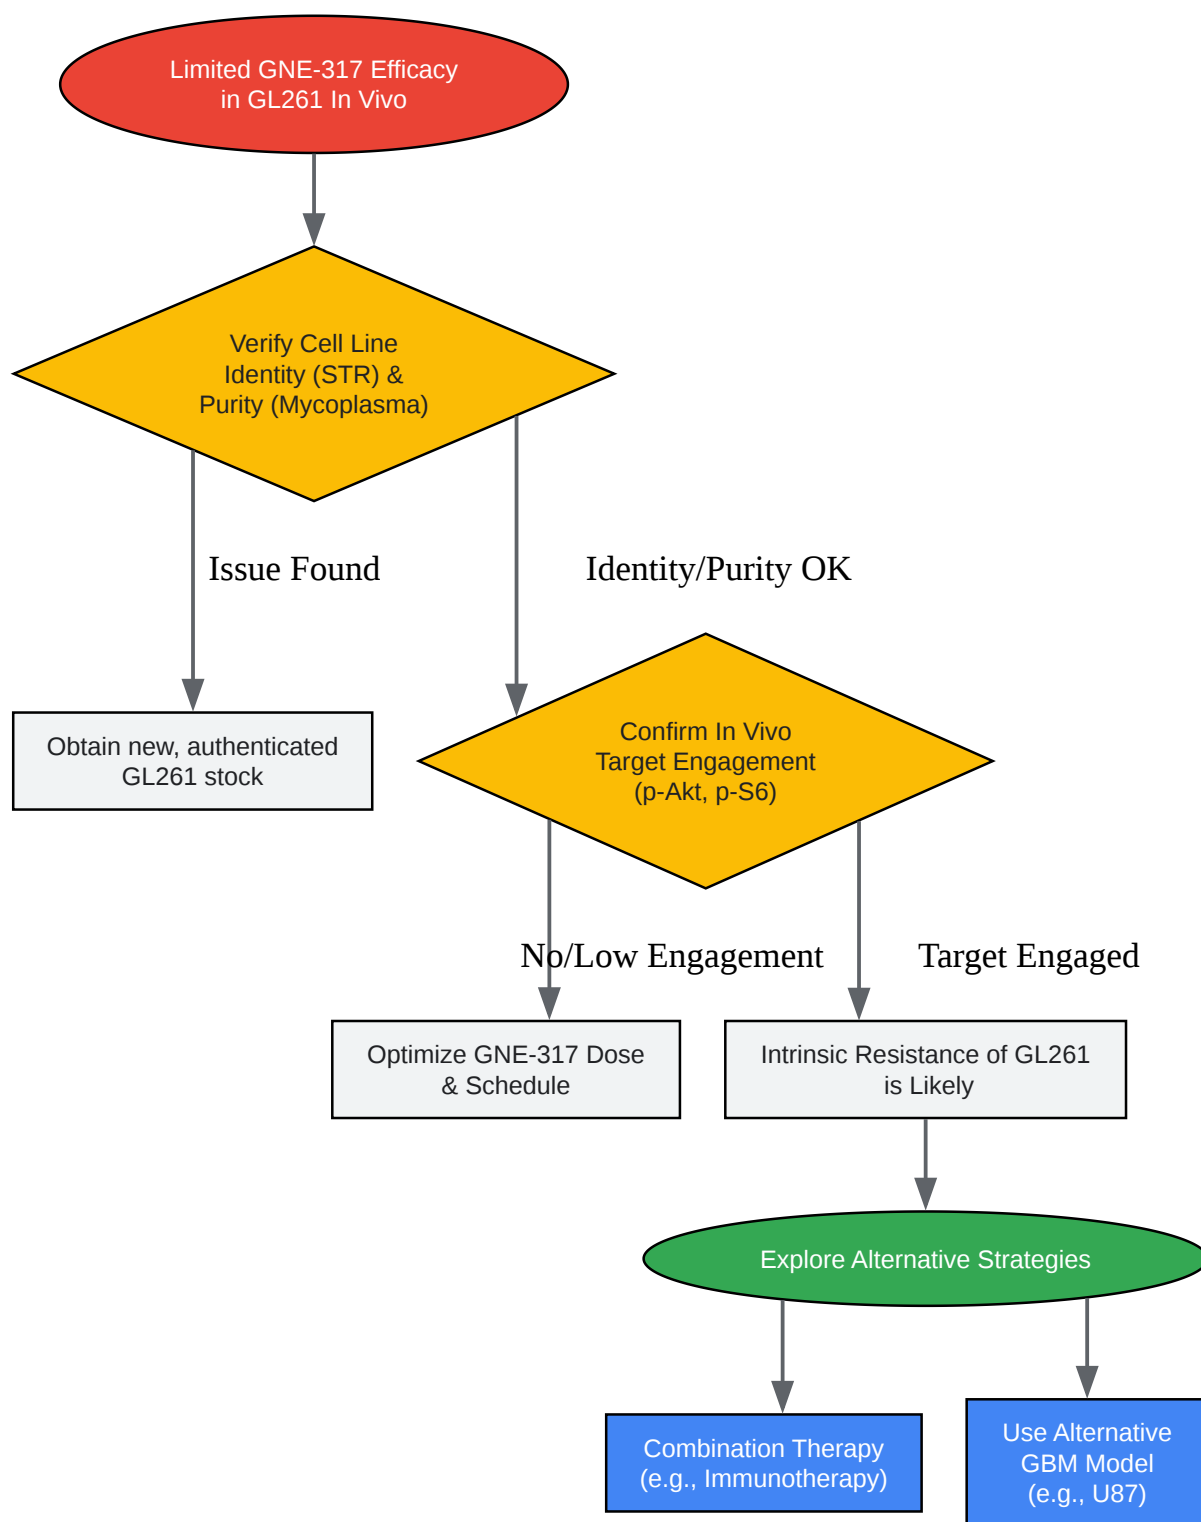 Limited GNE-317 Efficacy
in GL261 In Vivo
Verify Cell Line
Identity (STR) &
Purity (Mycoplasma)
Issue Found
Identity/Purity OK
Obtain new, authenticated
GL261 stock
Confirm In Vivo
Target Engagement
(p-Akt, p-S6)
No/Low Engagement
Target Engaged
Optimize GNE-317 Dose
& Schedule
Intrinsic Resistance of GL261
is Likely
Explore Alternative Strategies
Combination Therapy
(e.g., Immunotherapy)
Use Alternative
GBM Model
(e.g., U87)